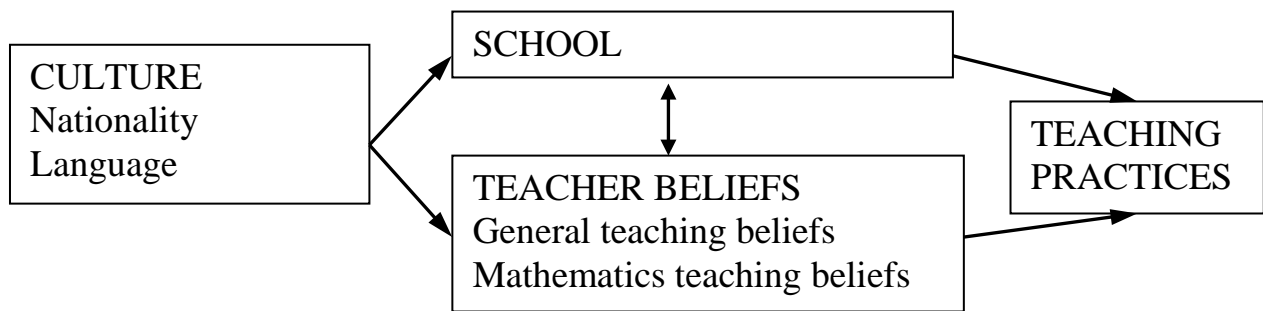 CULTURE
Nationality
Language
SCHOOL
TEACHER BELIEFS
General teaching beliefs
Mathematics teaching beliefs
TEACHING
PRACTICES